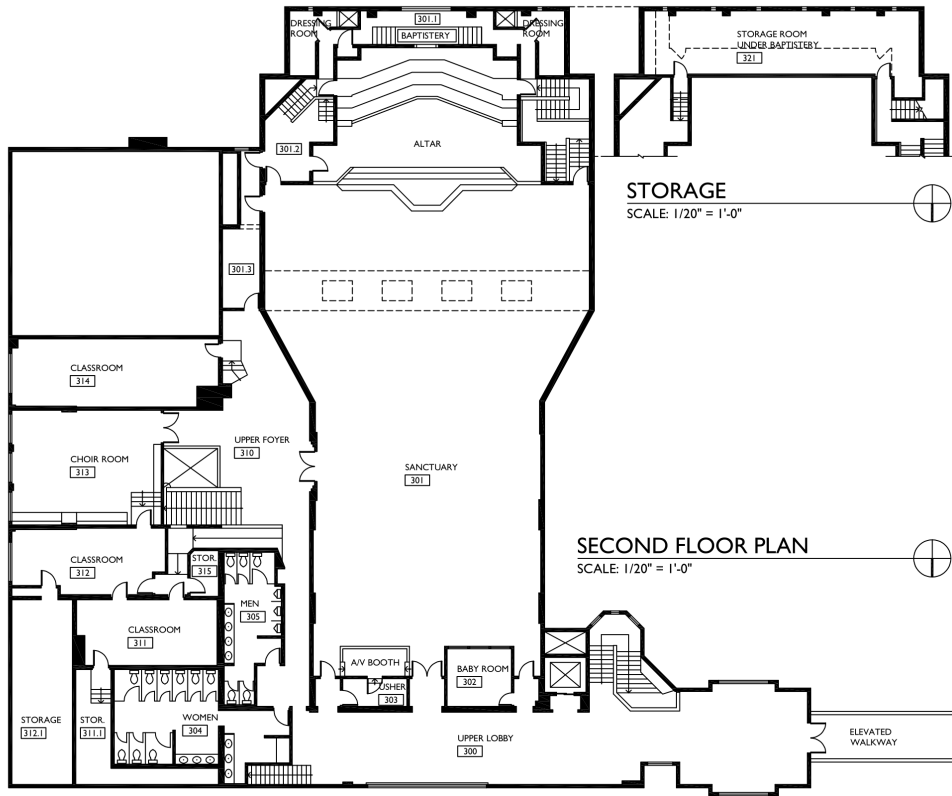 DRESSING
ROOM
301.1
BAPTISTERY
DRESSING
ROOM
STORAGE ROOM
UNDER BAPTISTERY
321
ALTAR
301.2
STORAGE
SCALE: 1/20" = 1'-0"
301.3
CLASSROOM
314
UPPER FOYER
310
CHOIR ROOM
313
SANCTUARY
301
SECOND FLOOR PLAN
SCALE: 1/20" = 1'-0"
CLASSROOM
312
STOR.
315
MEN
305
CLASSROOM
311
A/V BOOTH
BABY ROOM
302
USHER
303
STORAGE
312.1
STOR.
311.1
WOMEN
304
UPPER LOBBY
300
ELEVATED
WALKWAY